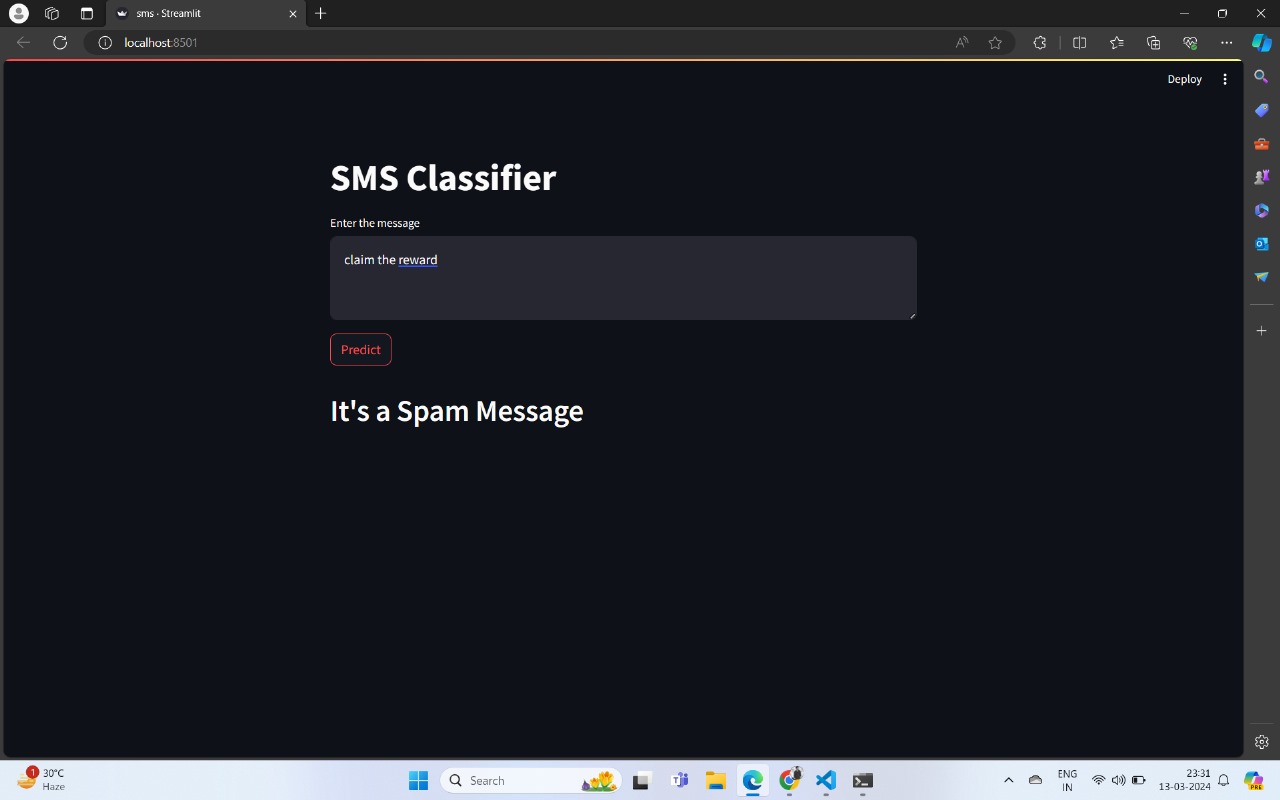 sms · Streamlit
localhost:8501
Deploy
SMS Classifier
Enter the message
claim the reward
Predict
It's a Spam Message
1
30°C
Haze
Search
ENG
IN
23:31
13-03-2024
PRE